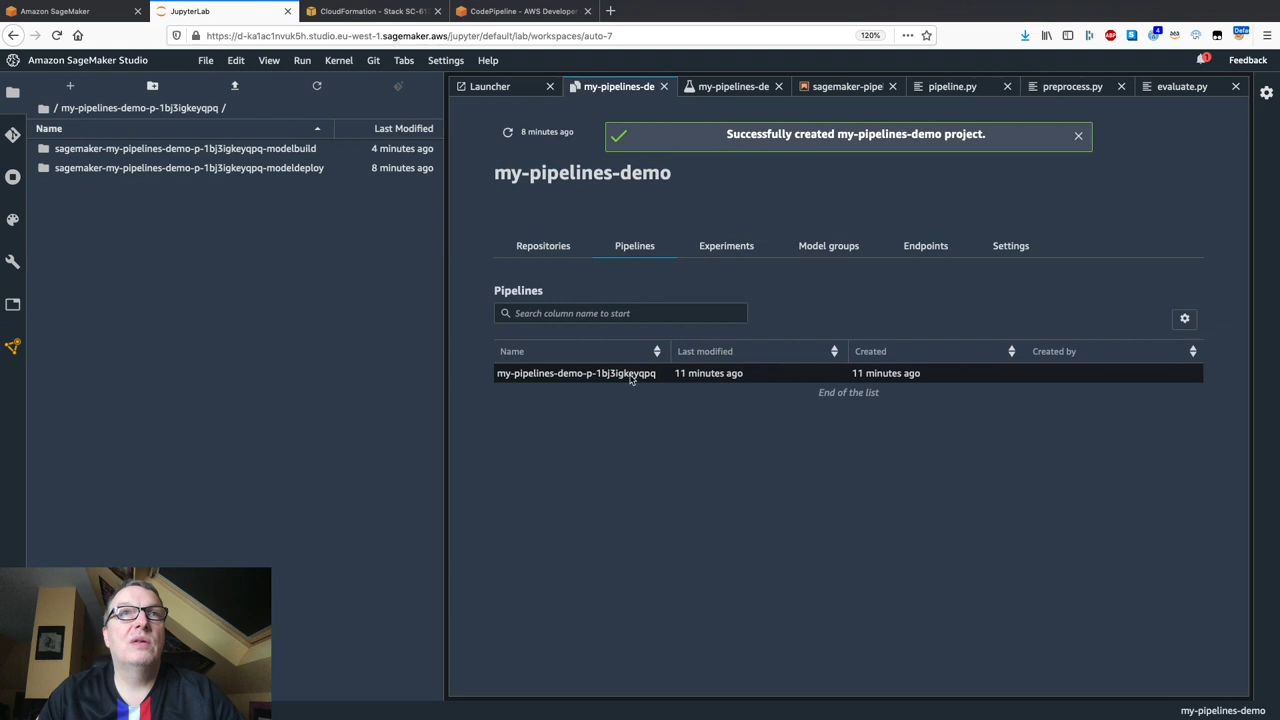 Amazon SageMaker
JupyterLab
CloudFormation - Stack SC-61
CodePipeline - AWS Developer
https://d-ka1ac1nvuk5h.studio.eu-west-1.sagemaker.aws/jupyter/default/lab/workspaces/auto-7
120%
Amazon SageMaker Studio
File Edit View Run Kernel Git Tabs Settings Help
Feedback
Launcher
my-pipelines-de
my-pipelines-de
sagemaker-pipel
pipeline.py
preprocess.py
evaluate.py
/ my-pipelines-demo-p-1bj3igkeyqpq /
Name Last Modified
sagemaker-my-pipelines-demo-p-1bj3igkeyqpq-modelbuild 4 minutes ago
sagemaker-my-pipelines-demo-p-1bj3igkeyqpq-modeldeploy 8 minutes ago
8 minutes ago
Successfully created my-pipelines-demo project.
my-pipelines-demo
Repositories Pipelines Experiments Model groups Endpoints Settings
Pipelines
Search column name to start
Name Last modified Created Created by
my-pipelines-demo-p-1bj3igkeyqpq 11 minutes ago 11 minutes ago
End of the list
my-pipelines-demo